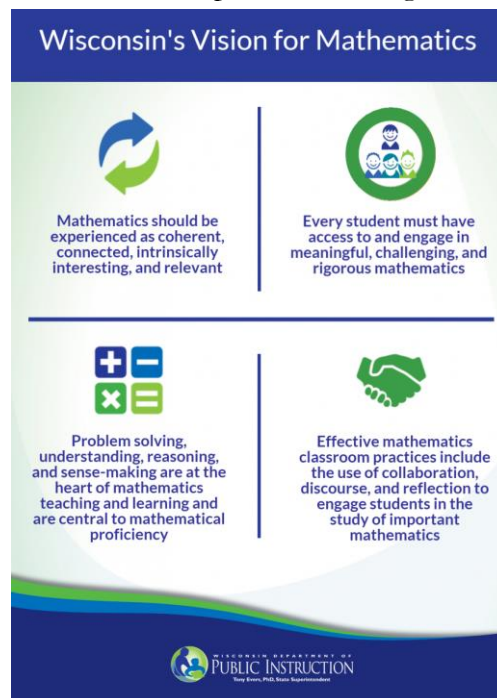 Wisconsin's Vision for Mathematics
Mathematics should be
experienced as coherent,
connected, intrinsically
interesting, and relevant
Every student must have
access to and engage in
meaningful, challenging, and
rigorous mathematics
Problem solving,
understanding, reasoning,
and sense-making are at the
heart of mathematics
teaching and learning and
are central to mathematical
proficiency
Effective mathematics
classroom practices include
the use of collaboration,
discourse, and reflection to
engage students in the
study of important
mathematics
WISCONSIN DEPARTMENT OF
PUBLIC INSTRUCTION
Tony Evers, PhD, State Superintendent